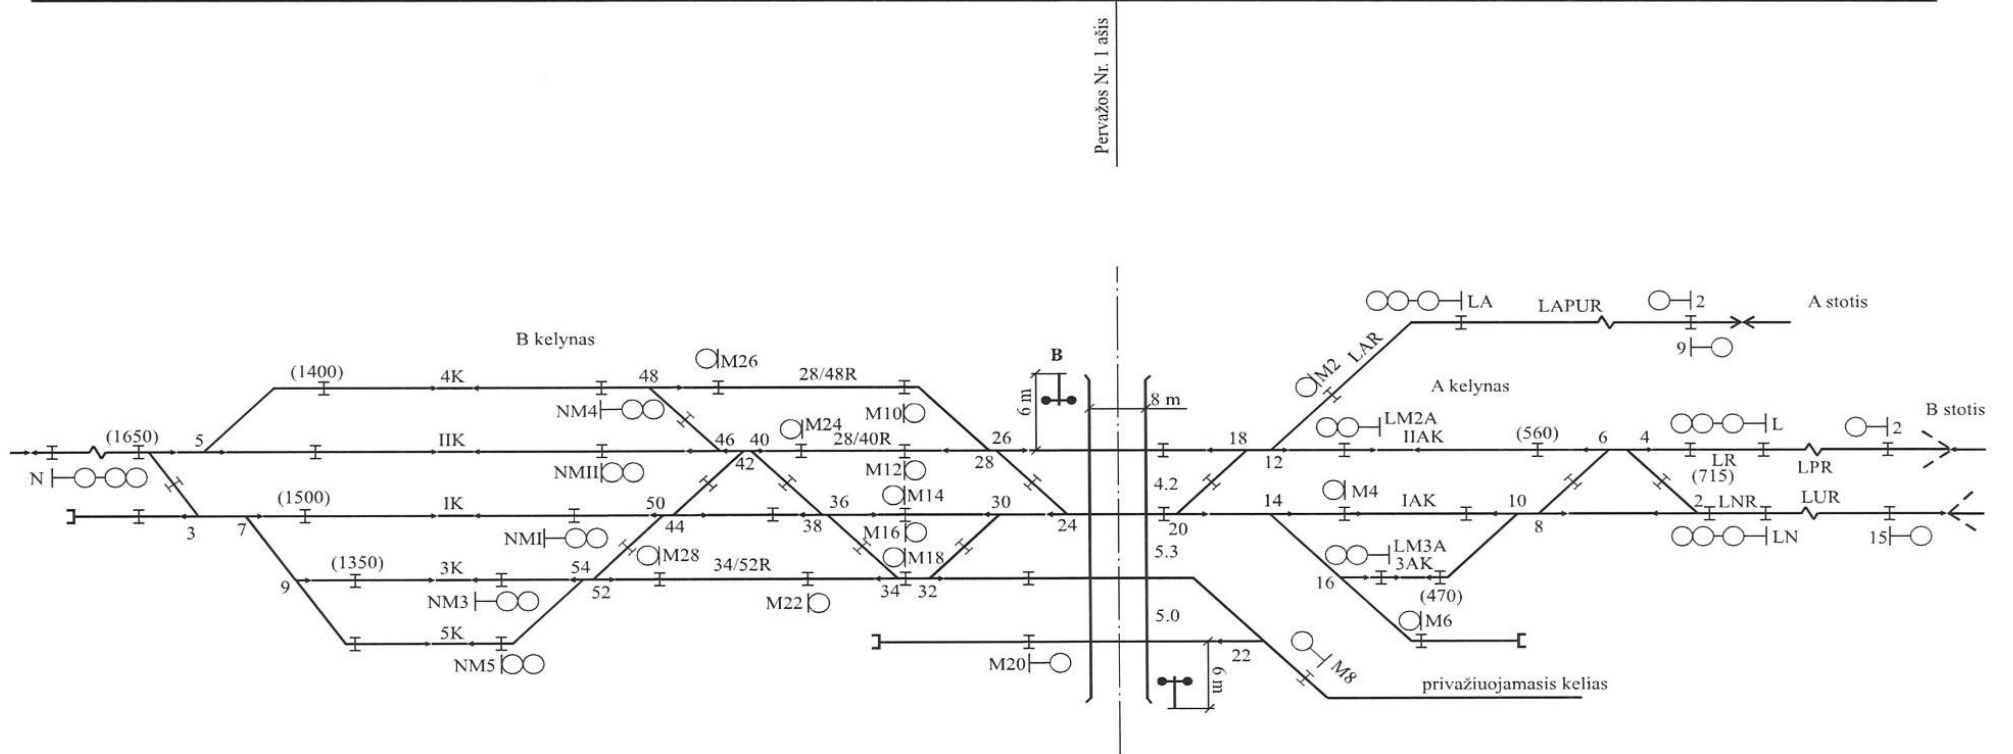 Pervažos Nr. 1 ašis
LA
LAPUR
2
A stotis
9
B kelynas
M26
B
M2
LAR
A kelynas
(1400)
4K
48
28/48R
6 m
8 m
NM4
M24
M10
LM2A
L
2
B stotis
(1650)
5
IIK
46
40
28/40R
26
18
IIAK
(560)
6
4
N
NMII
42
M12
28
12
LR
LPR
(715)
4.2
(1500)
IK
50
36
M14
30
14
M4
IAK
10
2
LNR
LUR
3
7
NMI
44
38
M16
24
20
8
LN
15
M28
M18
5.3
LM3A
(1350)
3K
54
34/52R
3AK
9
NM3
52
M22
34
32
16
(470)
5K
5.0
M6
NM5
M20
22
6 m
M8
privažiuojamasis kelias